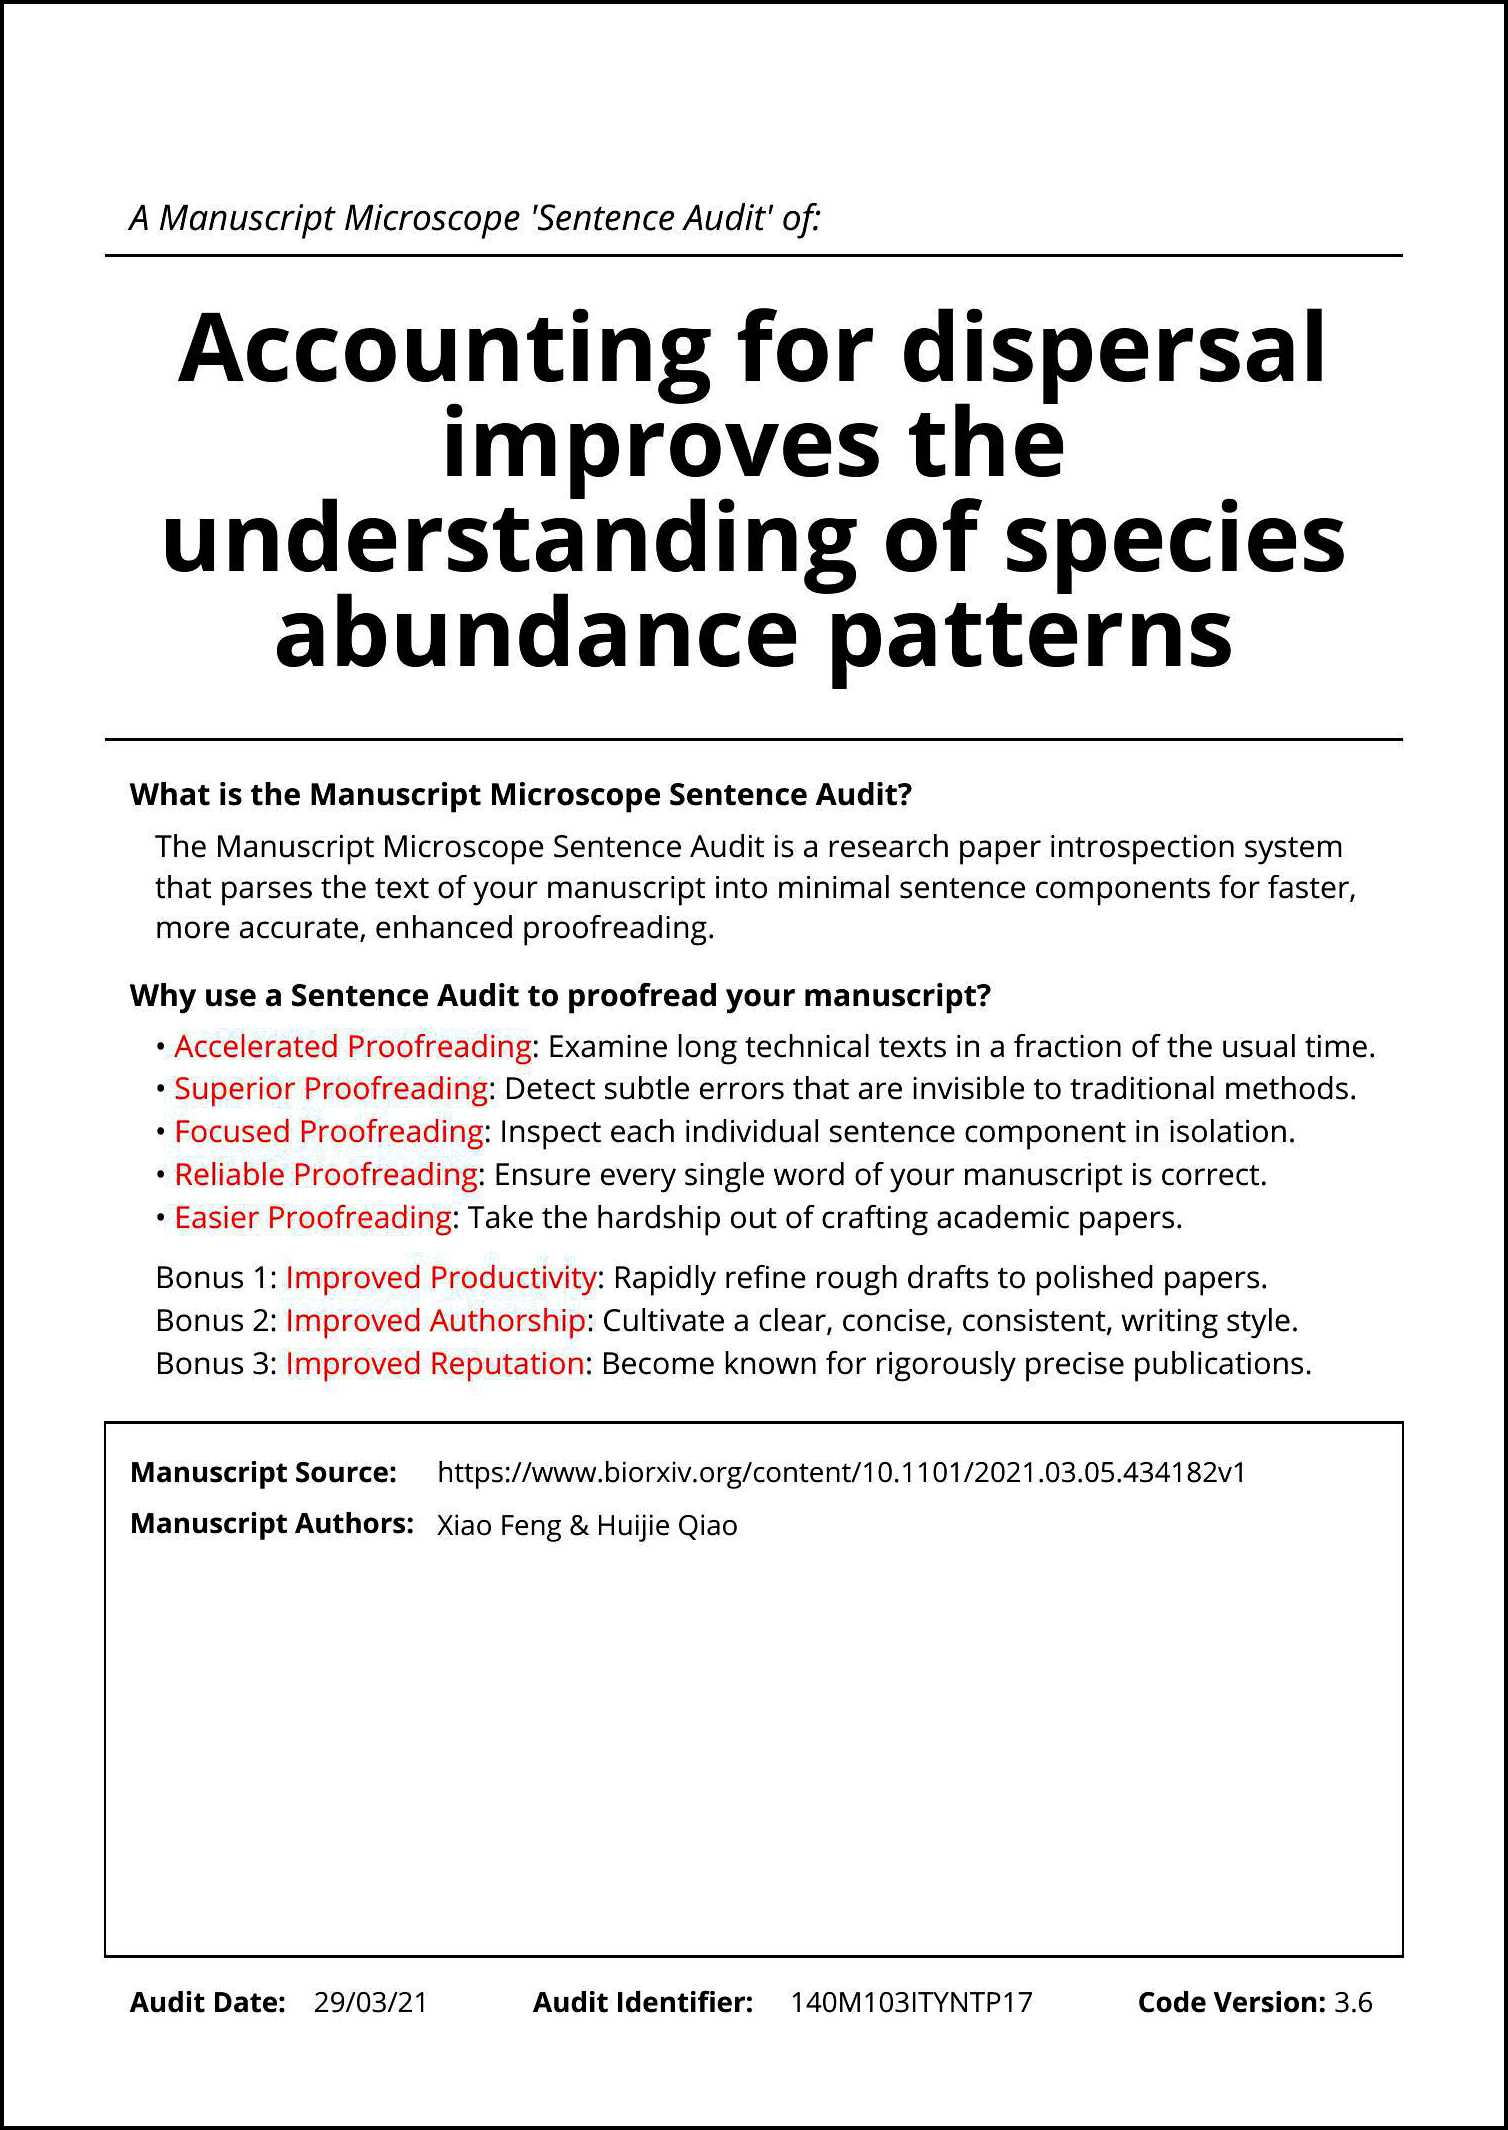 A Manuscript Microscope 'Sentence Audit' of:
Accounting for dispersal
improves the
understanding of species
abundance patterns
What is the Manuscript Microscope Sentence Audit?
The Manuscript Microscope Sentence Audit is a research paper introspection system
that parses the text of your manuscript into minimal sentence components for faster,
more accurate, enhanced proofreading.
Why use a Sentence Audit to proofread your manuscript?
• Accelerated Proofreading: Examine long technical texts in a fraction of the usual time.
• Superior Proofreading: Detect subtle errors that are invisible to traditional methods.
• Focused Proofreading: Inspect each individual sentence component in isolation.
• Reliable Proofreading: Ensure every single word of your manuscript is correct.
• Easier Proofreading: Take the hardship out of crafting academic papers.
Bonus 1: Improved Productivity: Rapidly refine rough drafts to polished papers.
Bonus 2: Improved Authorship: Cultivate a clear, concise, consistent, writing style.
Bonus 3: Improved Reputation: Become known for rigorously precise publications.
Manuscript Source: https://www.biorxiv.org/content/10.1101/2021.03.05.434182v1
Manuscript Authors: Xiao Feng & Huijie Qiao
Audit Date: 29/03/21 Audit Identifier: 140M103ITYNTP17 Code Version: 3.6